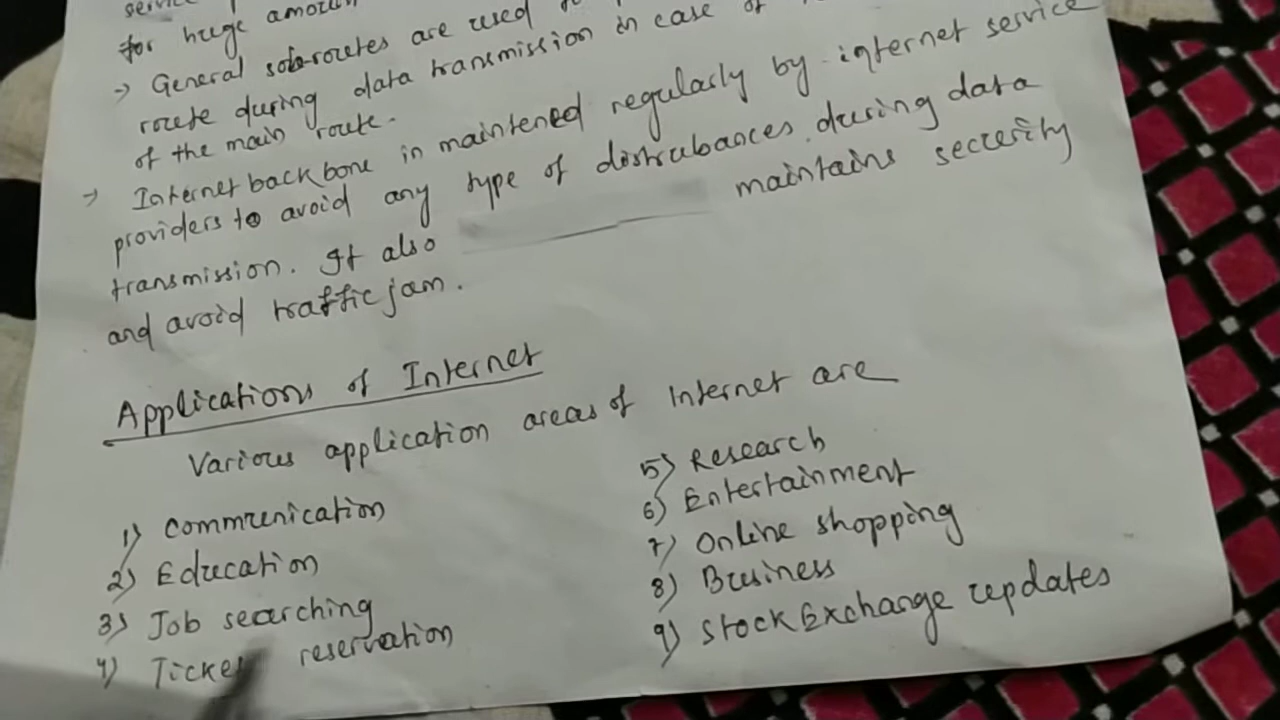 for huge amount
→ General sob-routes are used
route during data transmission in case of
of the main route.
→ Internet back bone in maintened regularly by internet service
providers to avoid any type of distrubances during data
transmission. It also maintains security
and avoid traffic jam.
Applications of Internet
Various application areas of Internet are
1) Communication
2) Education
3) Job searching
4) Ticket reservation
5) Research
6) Entertainment
7) Online shopping
8) Business
9) Stock Exchange updates